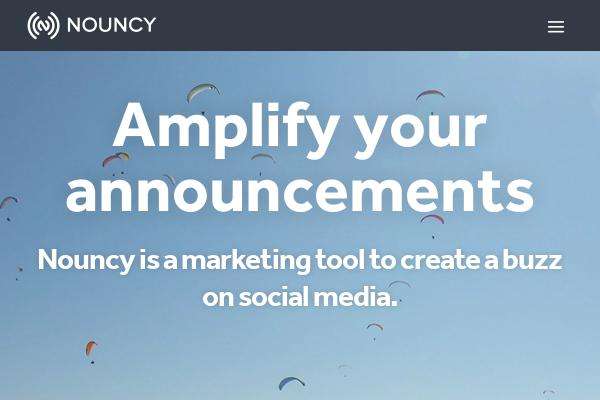 NOUNCY
Amplify your
announcements
Nouncy is a marketing tool to create a buzz
on social media.